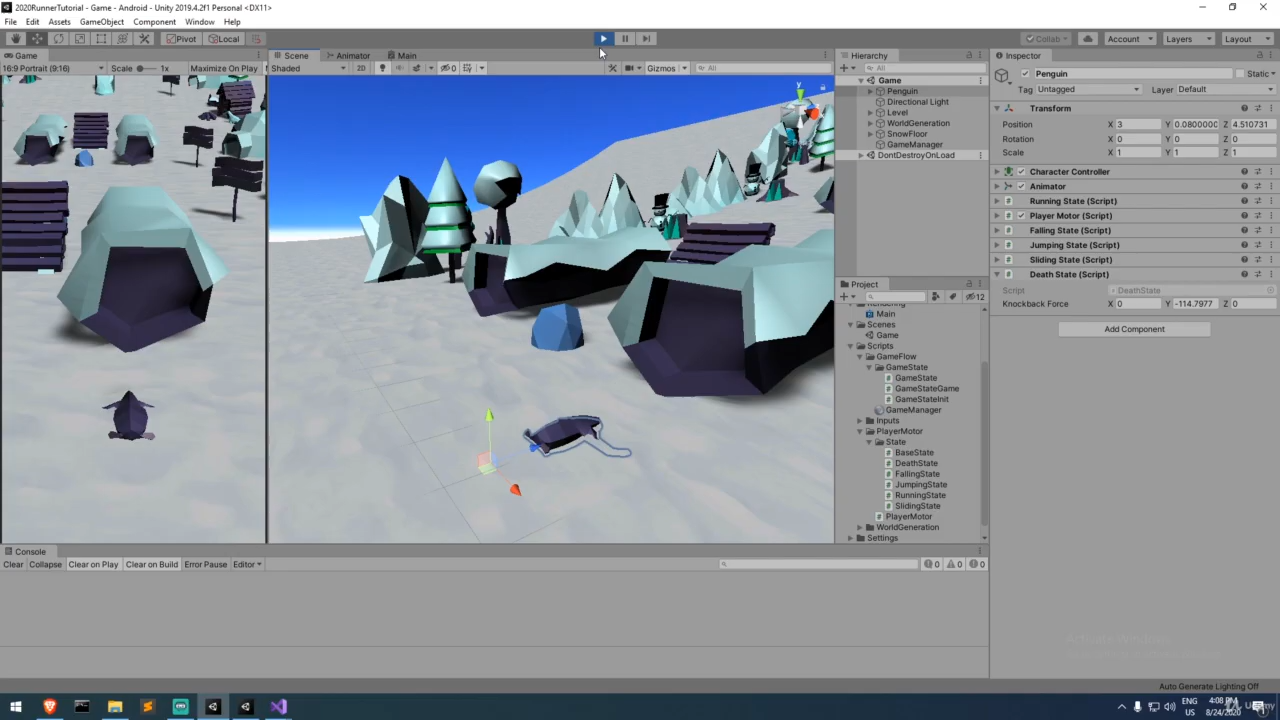 2020RunnerTutorial - Game - Android - Unity 2019.4.2f1 Personal <DX11>
File Edit Assets GameObject Component Window Help
Pivot Local Collab Account Layers Layout
Game Scene Animator Main Hierarchy Inspector
16:9 Portrait (9:16) Scale 1x Maximize On Play Shaded 2D 0 Gizmos All All
Game
Penguin
Directional Light
Level
WorldGeneration
SnowFloor
GameManager
DontDestroyOnLoad
Penguin Static
Tag Untagged Layer Default
Transform
Position X 3 Y 0.0800000 Z 4.510731
Rotation X 0 Y 0 Z 0
Scale X 1 Y 1 Z 1
Character Controller
Animator
Running State (Script)
Player Motor (Script)
Falling State (Script)
Jumping State (Script)
Sliding State (Script)
Death State (Script)
Script DeathState
Knockback Force X 0 Y -114.7977 Z 0
Add Component
Project
12
Rendering
Main
Scenes
Game
Scripts
GameFlow
GameState
GameState
GameStateGame
GameStateInit
GameManager
Inputs
PlayerMotor
State
BaseState
DeathState
FallingState
JumpingState
RunningState
SlidingState
PlayerMotor
WorldGeneration
Settings
Console
Clear Collapse Clear on Play Clear on Build Error Pause Editor 0 0 0
Activate Windows
Auto Generate Lighting Off
ENG
US
4:08 PM
8/24/2020
Udemy